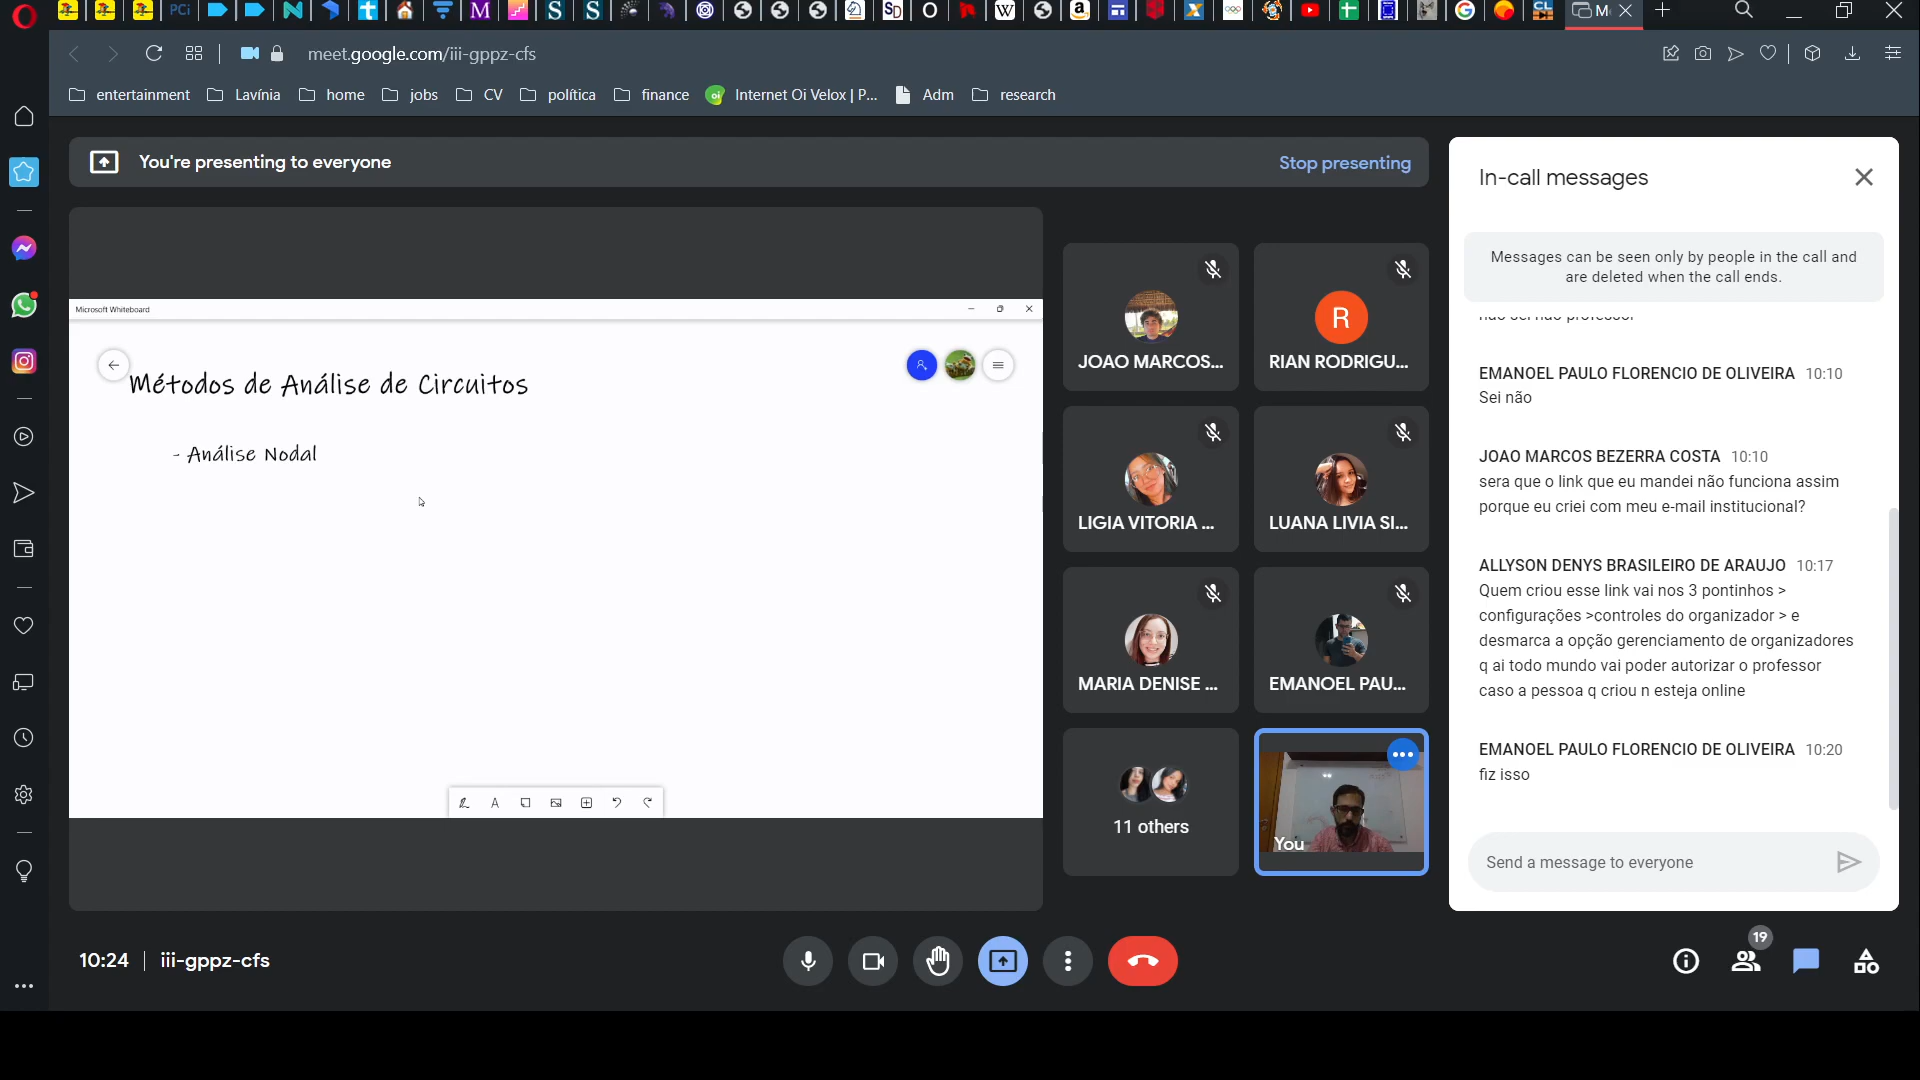 PCi
SD
M
meet.google.com/iii-gppz-cfs
entertainment
Lavínia
home
jobs
CV
política
finance
oi
Internet Oi Velox | P...
Adm
research
You're presenting to everyone
Stop presenting
Microsoft Whiteboard
Métodos de Análise de Circuitos
- Análise Nodal
JOAO MARCOS...
R
RIAN RODRIGU...
LIGIA VITORIA ...
LUANA LIVIA SI...
MARIA DENISE ...
EMANOEL PAU...
11 others
You
In-call messages
Messages can be seen only by people in the call and
are deleted when the call ends.
não sei não professor
EMANOEL PAULO FLORENCIO DE OLIVEIRA 10:10
Sei não
JOAO MARCOS BEZERRA COSTA 10:10
sera que o link que eu mandei não funciona assim
porque eu criei com meu e-mail institucional?
ALLYSON DENYS BRASILEIRO DE ARAUJO 10:17
Quem criou esse link vai nos 3 pontinhos >
configurações >controles do organizador > e
desmarca a opção gerenciamento de organizadores
q ai todo mundo vai poder autorizar o professor
caso a pessoa q criou n esteja online
EMANOEL PAULO FLORENCIO DE OLIVEIRA 10:20
fiz isso
Send a message to everyone
10:24 | iii-gppz-cfs
19